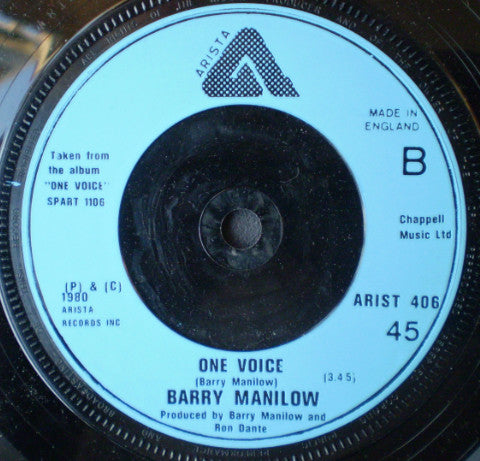 ARISTA
MADE IN
ENGLAND
B
Taken from
the album
"ONE VOICE"
SPART 1106
Chappell
Music Ltd
(P) & (C)
1980
ARISTA
RECORDS INC
ARIST 406
45
ONE VOICE
(Barry Manilow)
(3.45)
BARRY MANILOW
Produced by Barry Manilow and
Ron Dante